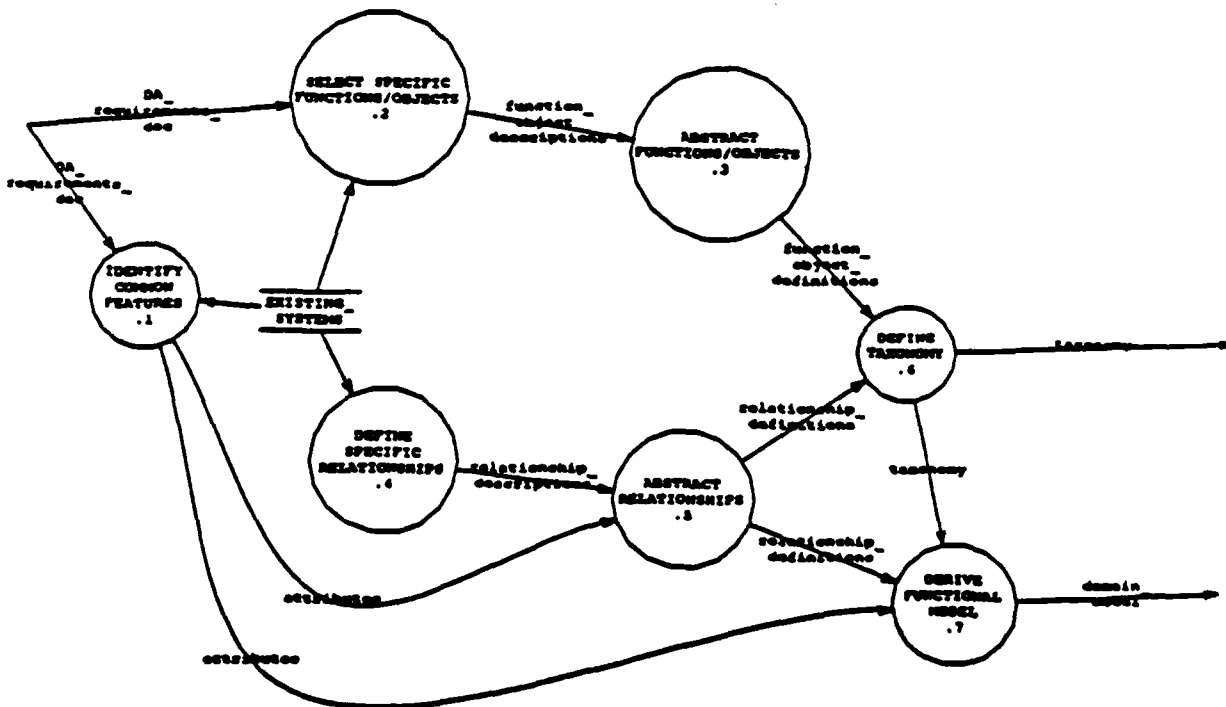 SELECT SPECIFIC
FUNCTIONS/OBJECTS
.2
DA_
requirements_
doc
function_
object_
descriptions
ABSTRACT
FUNCTIONS/OBJECTS
.3
DA_
requirements_
doc
IDENTIFY
COMMON
FEATURES
.1
EXISTING_
SYSTEMS
function_
object_
definitions
DEFINE
TAXONOMY
.6
taxonomy
DEFINE
SPECIFIC
RELATIONSHIPS
.4
relationship_
descriptions
relationship_
definitions
ABSTRACT
RELATIONSHIPS
.5
taxonomy
relationship_
definitions
DERIVE
FUNCTIONAL
MODEL
.7
domain
model
attributes
attributes